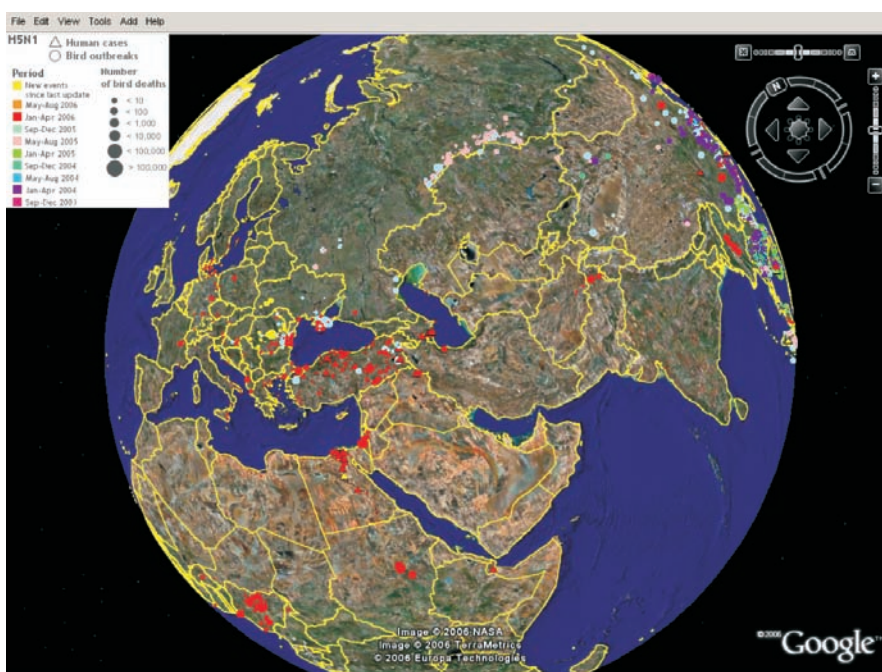 File Edit View Tools Add Help
H5N1
Human cases
Bird outbreaks
Period
New events
since last update
May-Aug 2006
Jan-Apr 2006
Sep-Dec 2005
May-Aug 2005
Jan-Apr 2005
Sep-Dec 2004
May-Aug 2004
Jan-Apr 2004
Sep-Dec 2003
Number
of bird deaths
< 10
< 100
< 1,000
< 10,000
< 100,000
> 100,000
N
Image © 2006 NASA
Image © 2006 TerraMetrics
© 2006 Europa Technologies
©2006 Google™